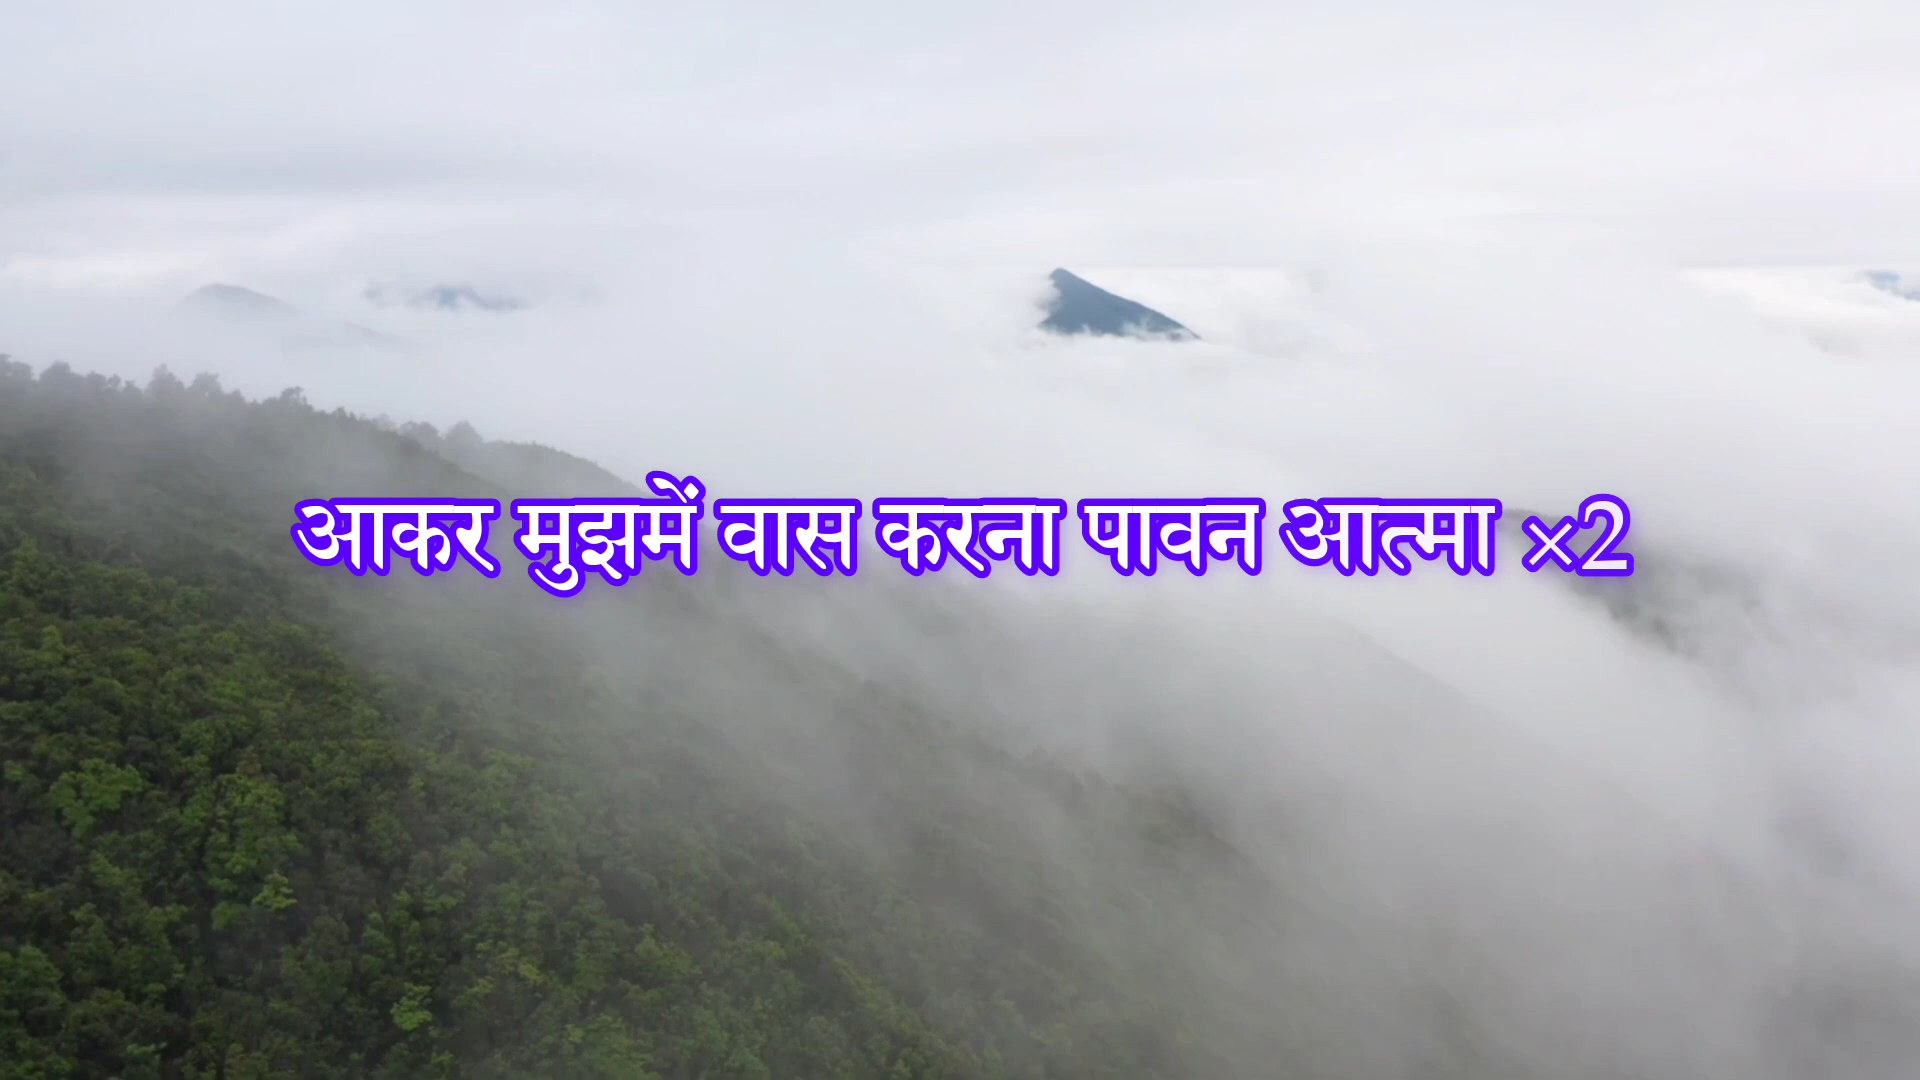 आकर मुझमें वास करना पावन आत्मा ×2